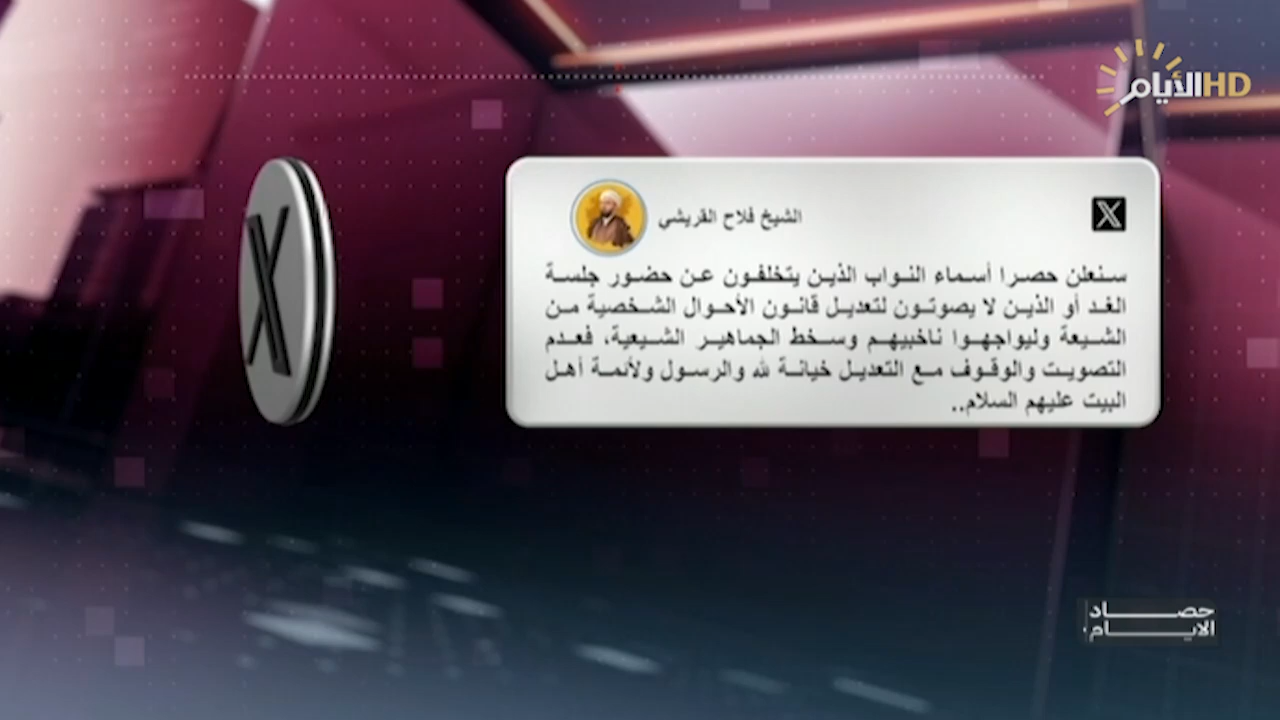 الأيام HD
الشيخ فلاح القريشي
سنعلن حصرا أسماء النواب الذين يتخلفون عن حضور جلسة
الغد أو الذين لا يصوتون لتعديل قانون الأحوال الشخصية من
الشيعة وليواجهوا ناخبيهم وسخط الجماهير الشيعية، فعدم
التصويت والوقوف مع التعديل خيانة لله والرسول ولأئمة أهل
البيت عليهم السلام..
حصاد
الايام